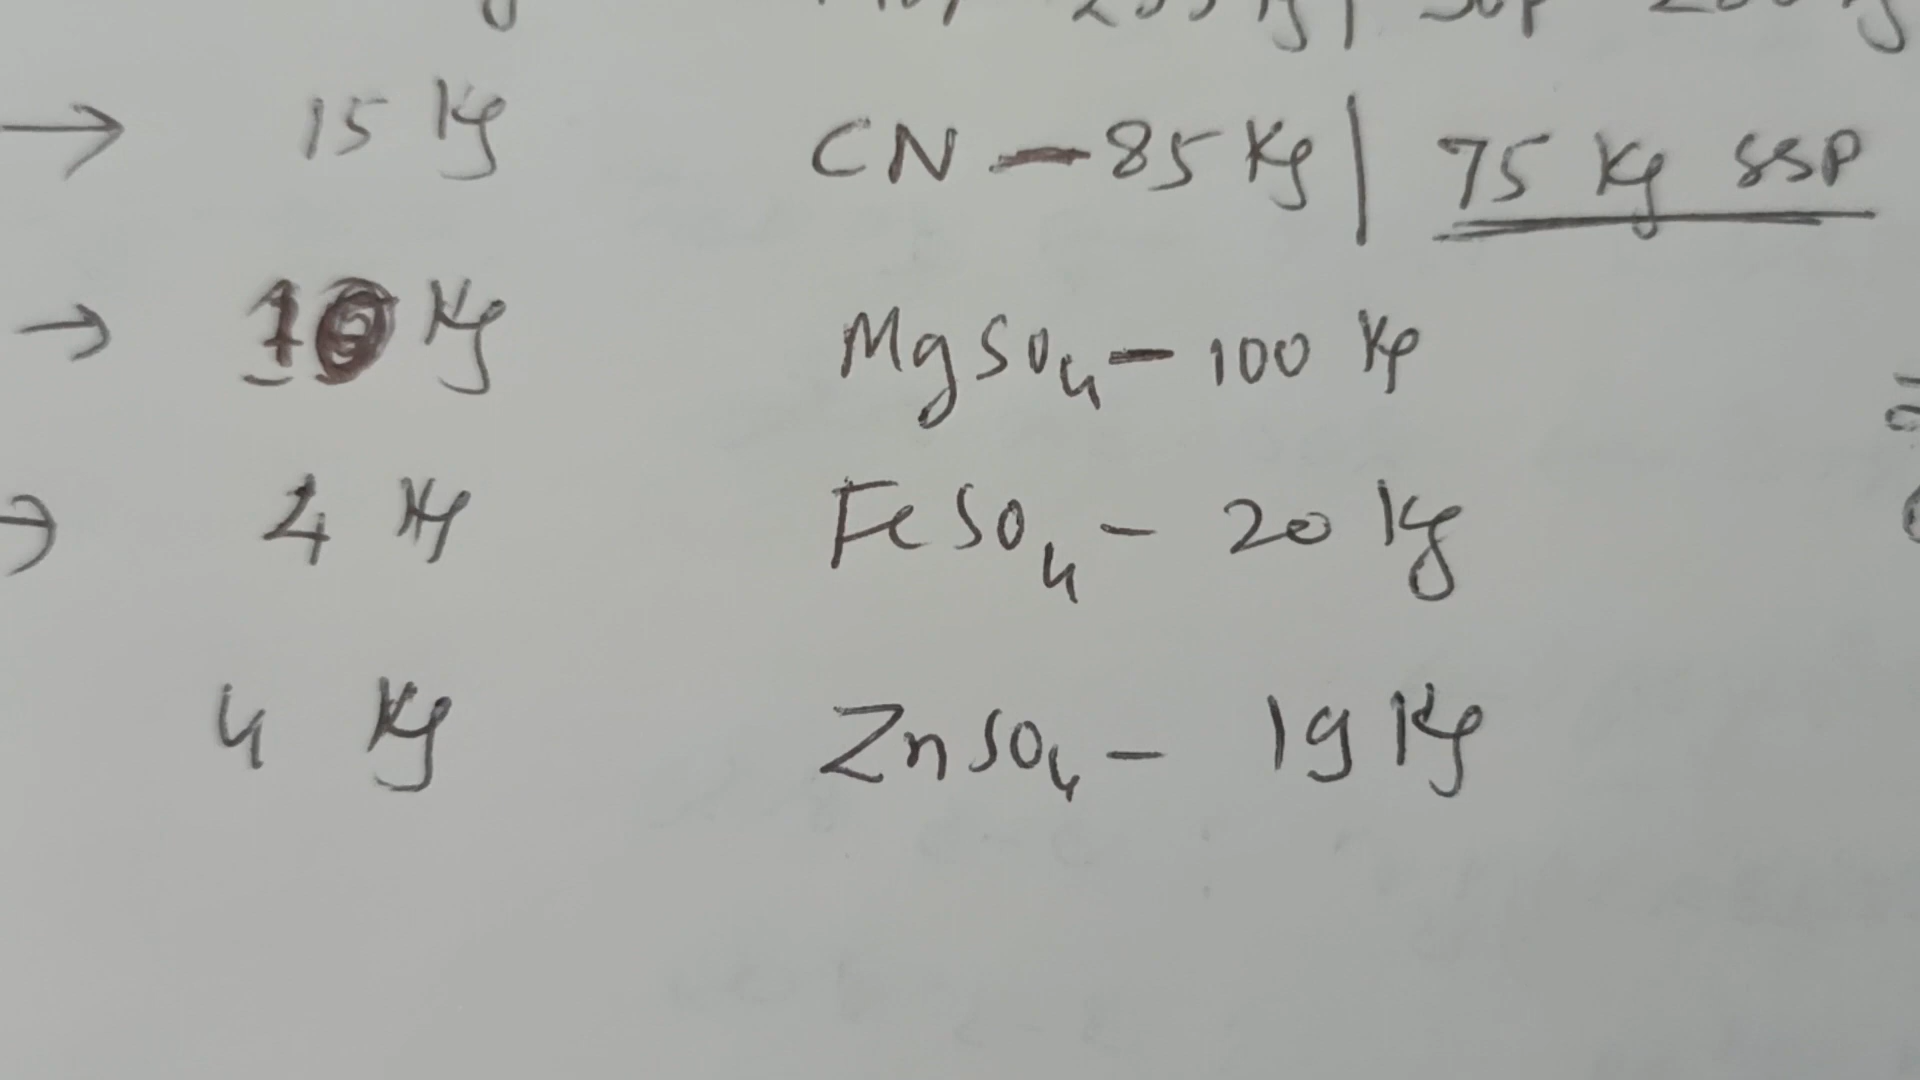 15 Kg CN - 85 Kg | 75 Kg SSP
10 Kg MgSO4 - 100 Kg
4 Kg FeSO4 - 20 Kg
4 Kg ZnSO4 - 19 Kg